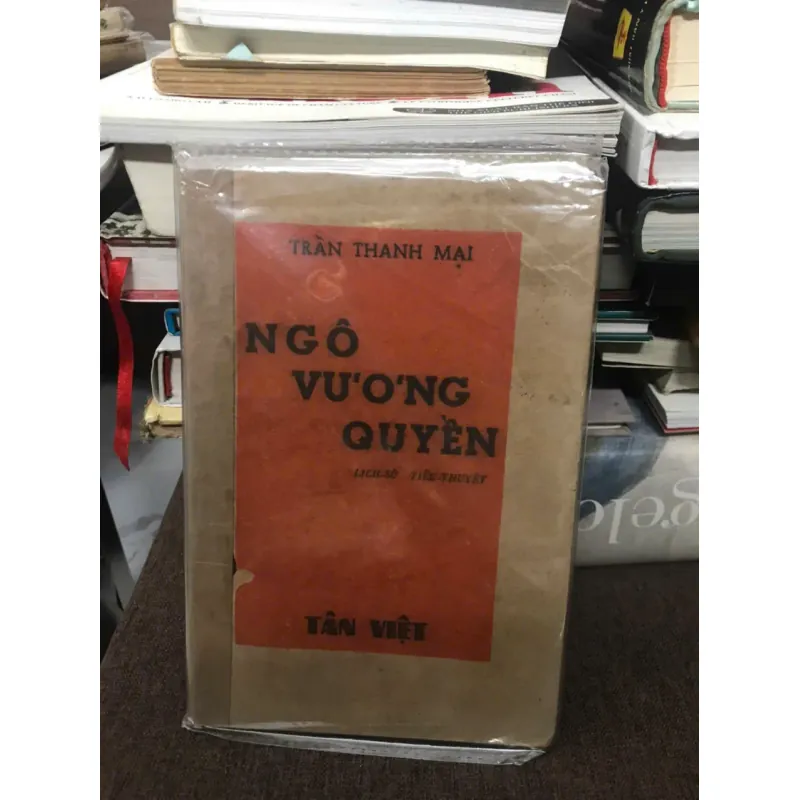 TRẦN THANH MẠI
NGÔ
VƯƠNG
QUYỀN
LỊCH-SỬ TIỂU-THUYẾT
TÂN VIỆT